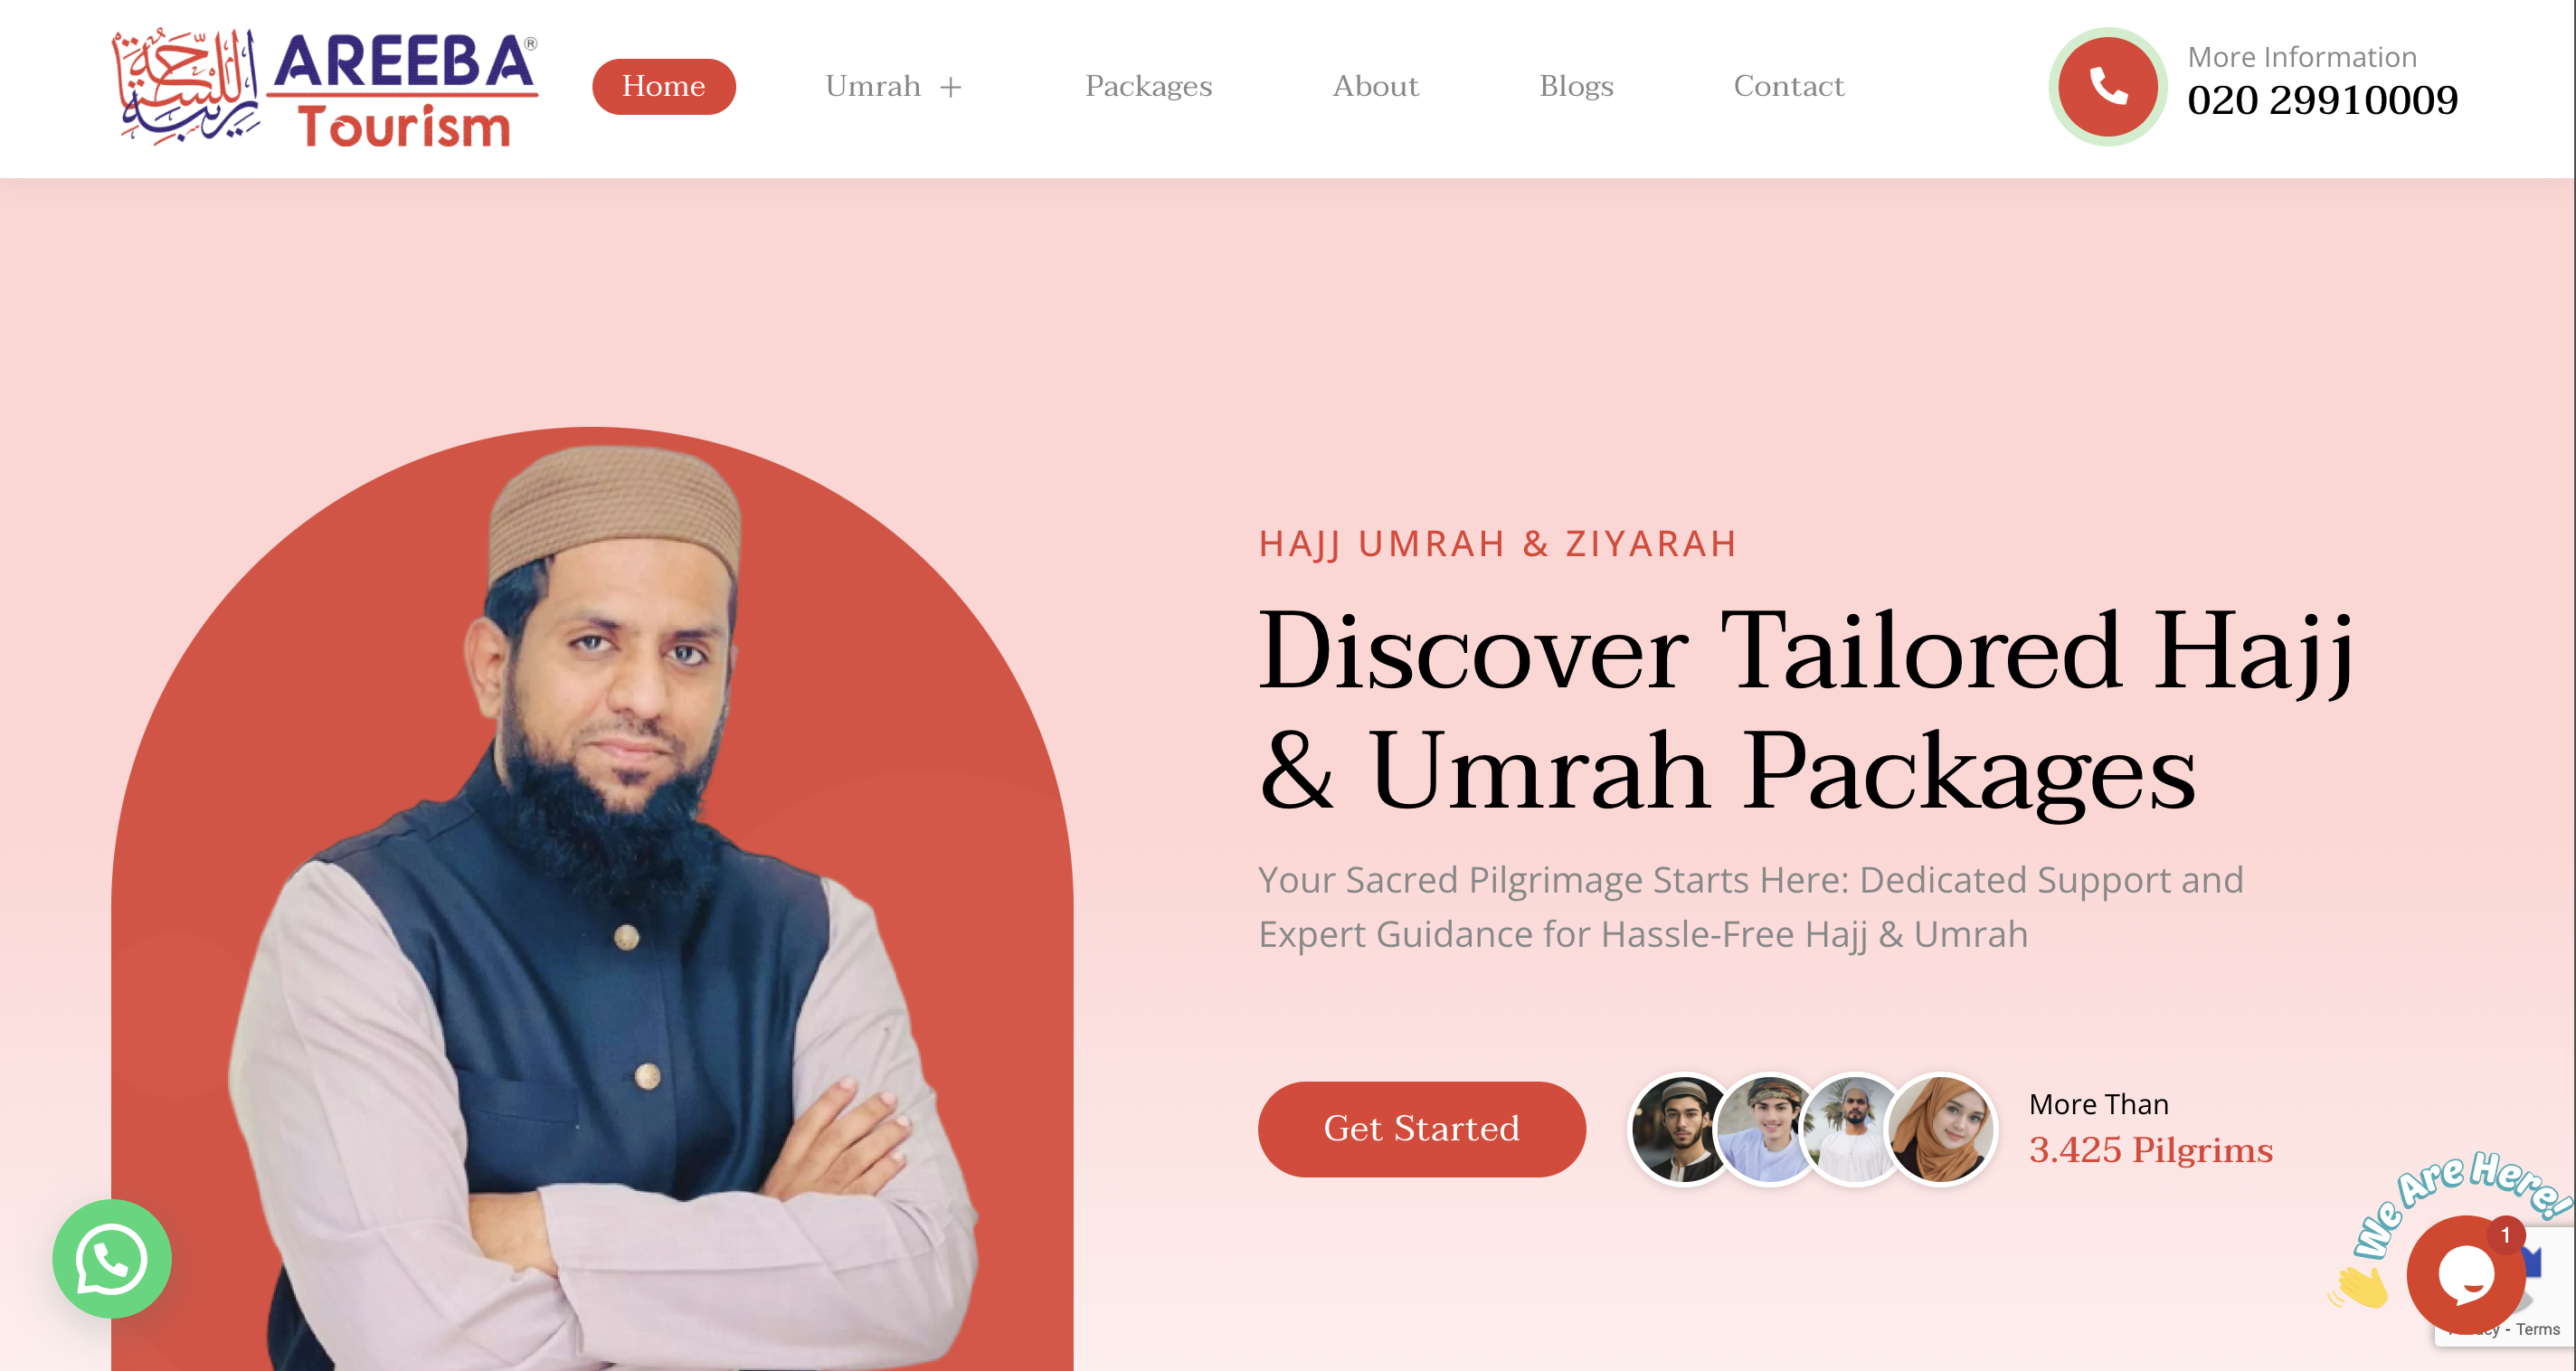 السياحة
اريبة
AREEBA®
Tourism
Home
Umrah +
Packages
About
Blogs
Contact
More Information
020 29910009
HAJJ UMRAH & ZIYARAH
Discover Tailored Hajj
& Umrah Packages
Your Sacred Pilgrimage Starts Here: Dedicated Support and
Expert Guidance for Hassle-Free Hajj & Umrah
Get Started
More Than
3.425 Pilgrims
We Are Here!
1
- Terms